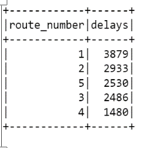 +------------+------+
|route_number|delays|
+------------+------+
|           1|  3879|
|           2|  2933|
|           5|  2530|
|           3|  2486|
|           4|  1480|
+------------+------+